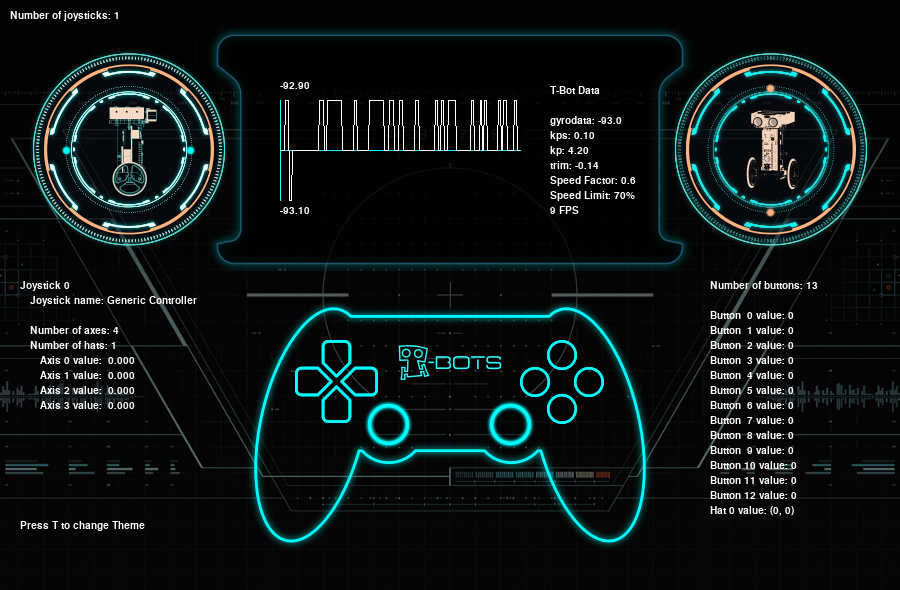 Number of joysticks: 1
-92.90
-93.10
T-Bot Data
gyrodata: -93.0
kps: 0.10
kp: 4.20
trim: -0.14
Speed Factor: 0.6
Speed Limit: 70%
9 FPS
Joystick 0
Joystick name: Generic Controller
Number of axes: 4
Number of hats: 1
Axis 0 value: 0.000
Axis 1 value: 0.000
Axis 2 value: 0.000
Axis 3 value: 0.000
T-BOTS
Number of buttons: 13
Button 0 value: 0
Button 1 value: 0
Button 2 value: 0
Button 3 value: 0
Button 4 value: 0
Button 5 value: 0
Button 6 value: 0
Button 7 value: 0
Button 8 value: 0
Button 9 value: 0
Button 10 value: 0
Button 11 value: 0
Button 12 value: 0
Hat 0 value: (0, 0)
Press T to change Theme